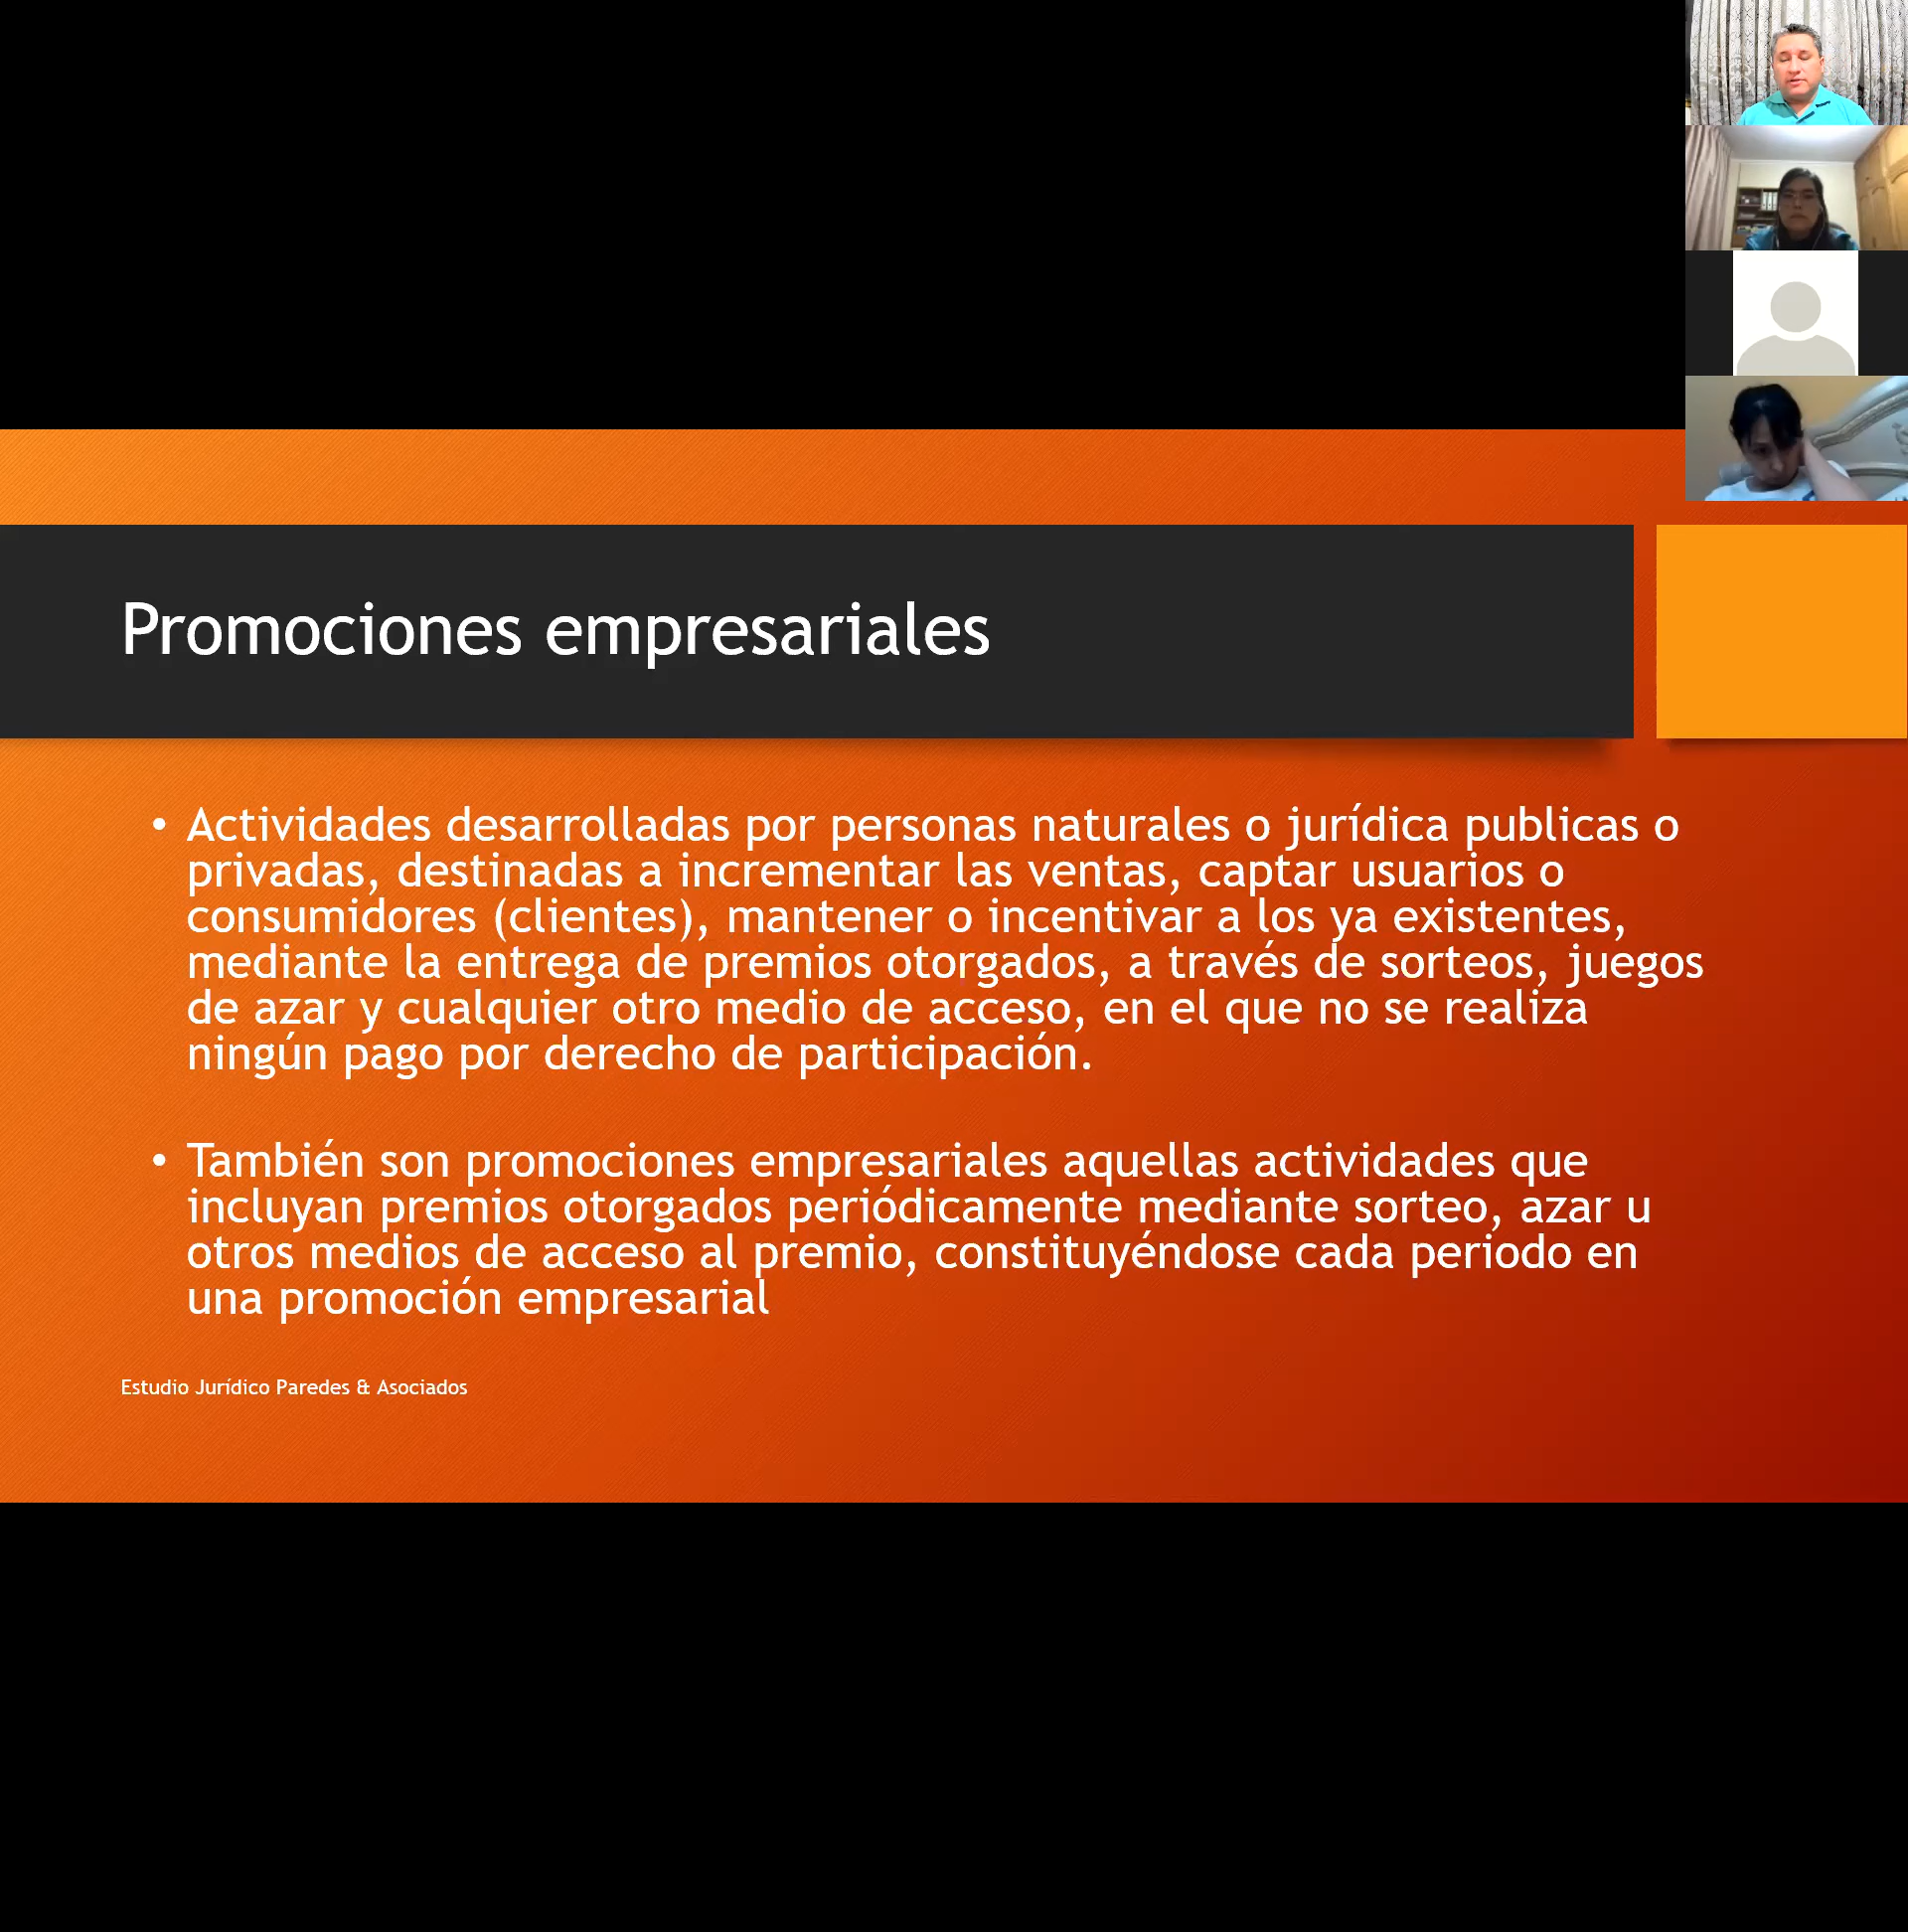 Promociones empresariales
• Actividades desarrolladas por personas naturales o jurídica publicas o
privadas, destinadas a incrementar las ventas, captar usuarios o
consumidores (clientes), mantener o incentivar a los ya existentes,
mediante la entrega de premios otorgados, a través de sorteos, juegos
de azar y cualquier otro medio de acceso, en el que no se realiza
ningún pago por derecho de participación.
• También son promociones empresariales aquellas actividades que
incluyan premios otorgados periódicamente mediante sorteo, azar u
otros medios de acceso al premio, constituyéndose cada periodo en
una promoción empresarial
Estudio Jurídico Paredes & Asociados